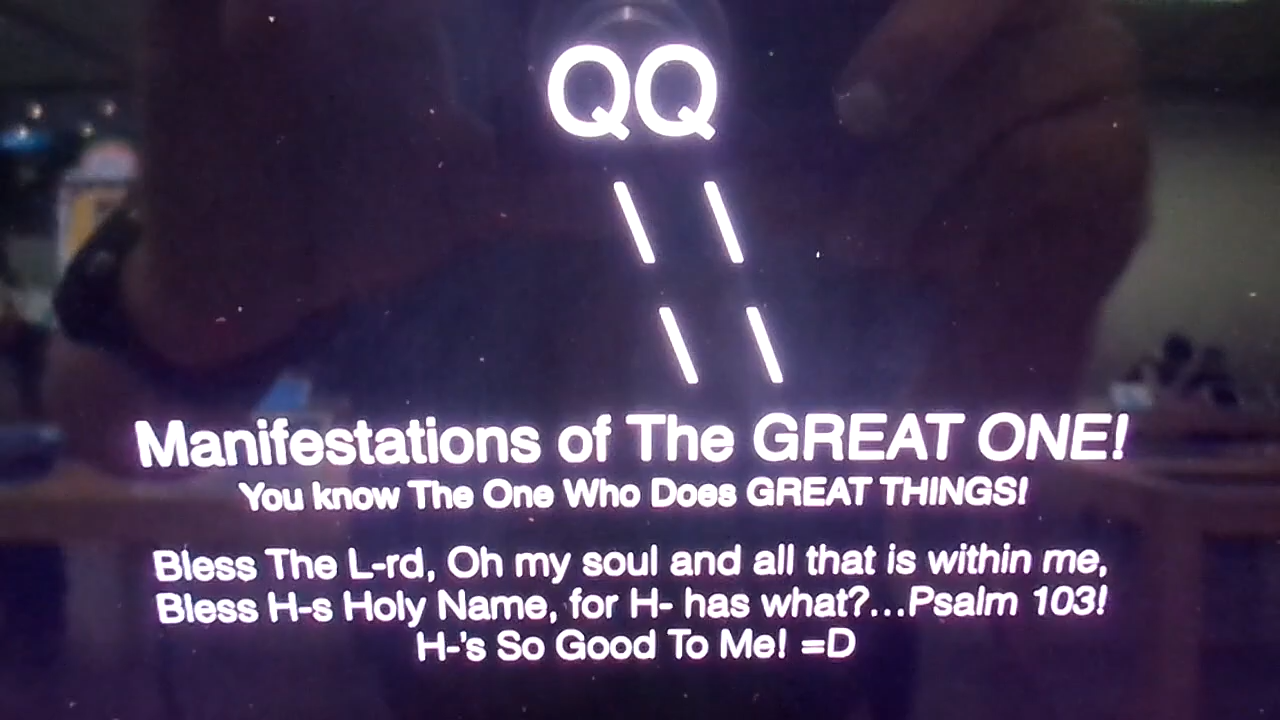 QQ
\ \
\ \
Manifestations of The GREAT ONE!
You know The One Who Does GREAT THINGS!
Bless The L-rd, Oh my soul and all that is within me,
Bless H-s Holy Name, for H- has what?...Psalm 103!
H-'s So Good To Me! =D